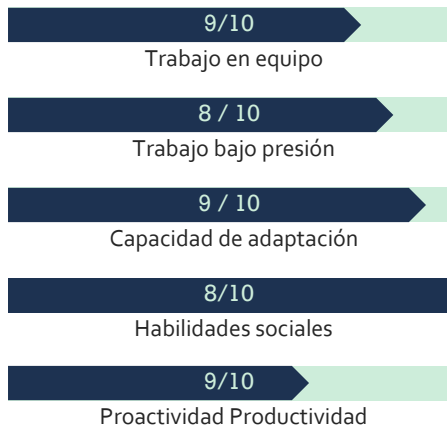 9/10
Trabajo en equipo
8 / 10
Trabajo bajo presión
9 / 10
Capacidad de adaptación
8/10
Habilidades sociales
9/10
Proactividad Productividad